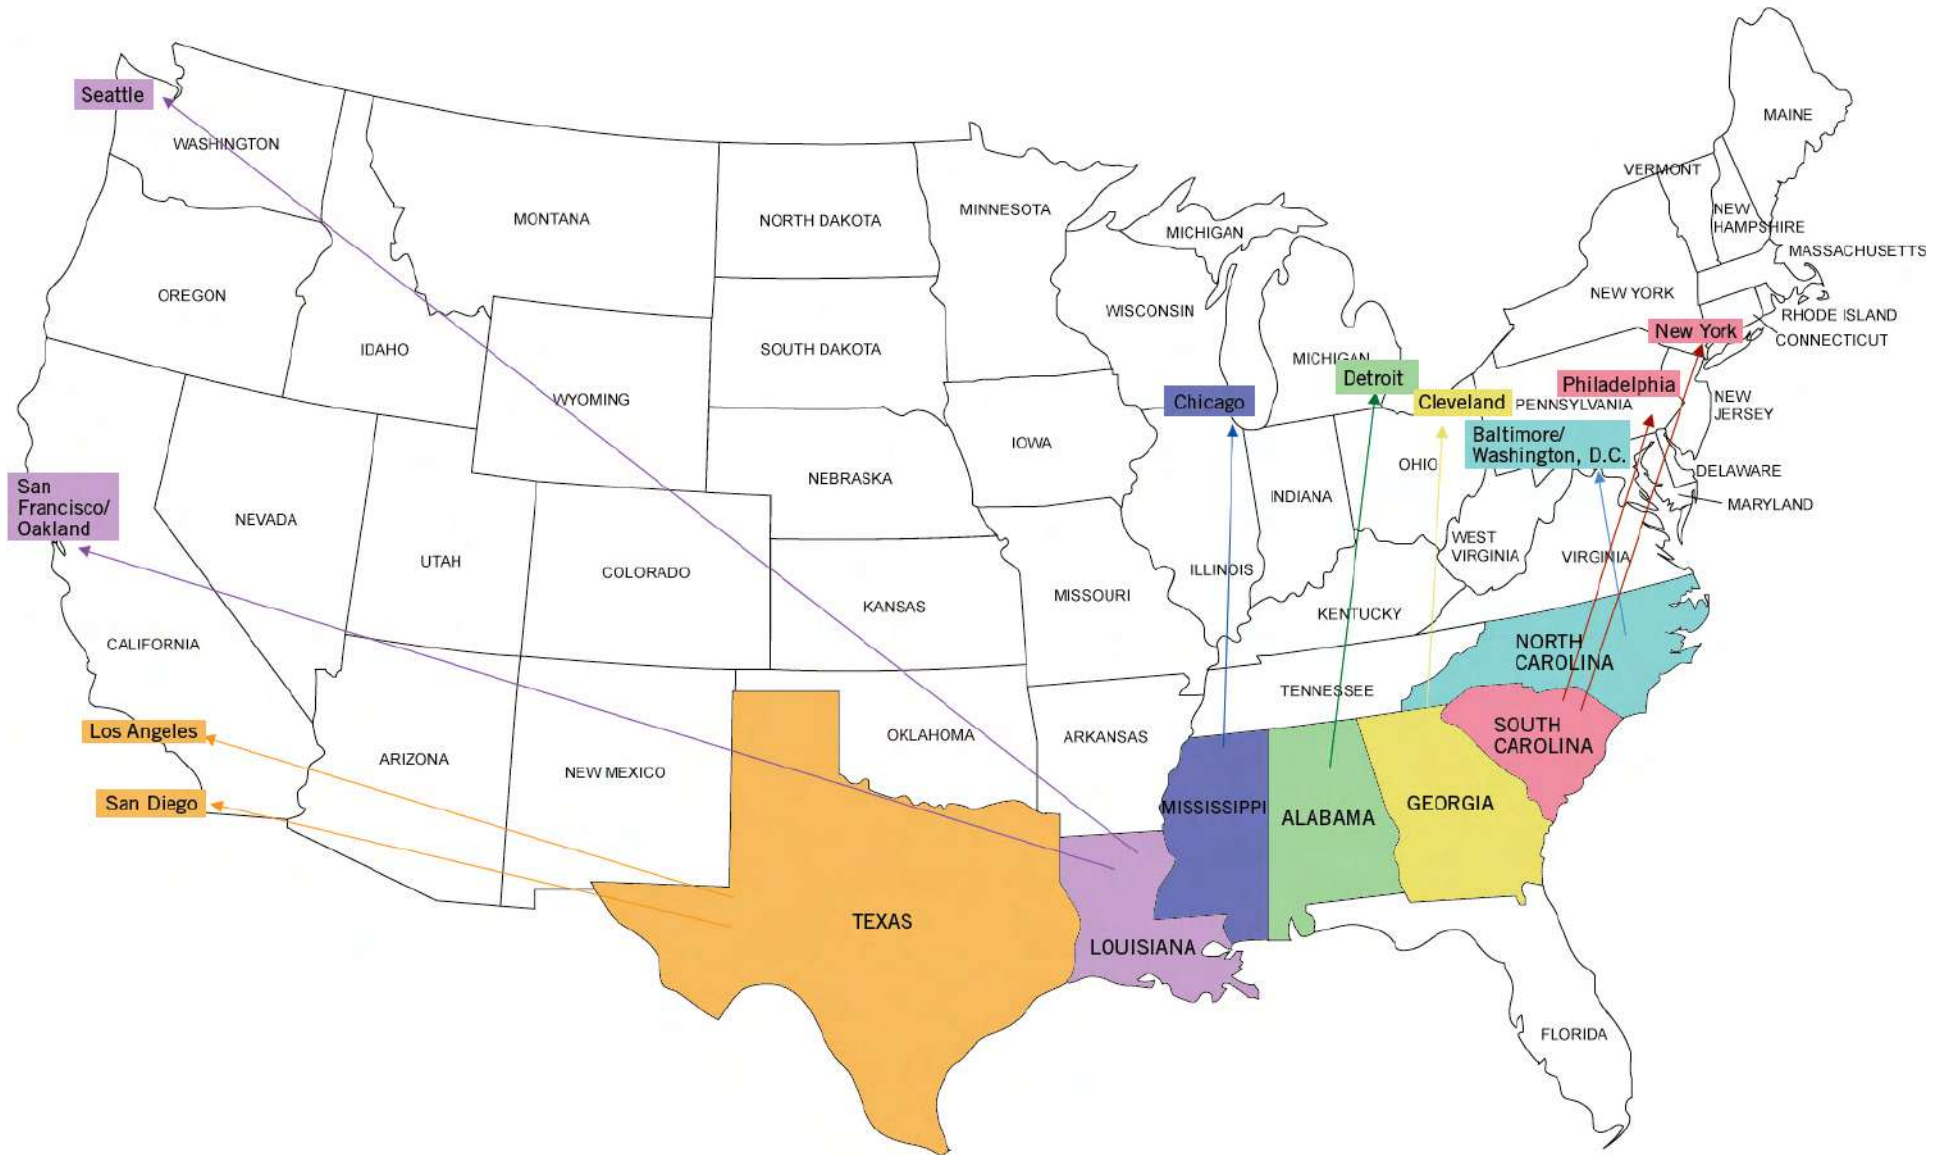 MAINE
Seattle
WASHINGTON
VERMONT
MONTANA
NORTH DAKOTA
MINNESOTA
MICHIGAN
NEW
HAMPSHIRE
MASSACHUSETTS
OREGON
NEW YORK
WISCONSIN
RHODE ISLAND
New York
CONNECTICUT
IDAHO
SOUTH DAKOTA
MICHIGAN
Detroit
Philadelphia
WYOMING
Chicago
Cleveland
PENNSYLVANIA
NEW
JERSEY
IOWA
Baltimore/
Washington, D.C.
OHIO
DELAWARE
NEBRASKA
San
Francisco/
Oakland
INDIANA
MARYLAND
NEVADA
WEST
VIRGINIA
VIRGINIA
UTAH
COLORADO
ILLINOIS
KANSAS
MISSOURI
KENTUCKY
CALIFORNIA
NORTH
CAROLINA
TENNESSEE
Los Angeles
OKLAHOMA
ARKANSAS
SOUTH
CAROLINA
ARIZONA
NEW MEXICO
San Diego
MISSISSIPPI
ALABAMA
GEORGIA
TEXAS
LOUISIANA
FLORIDA